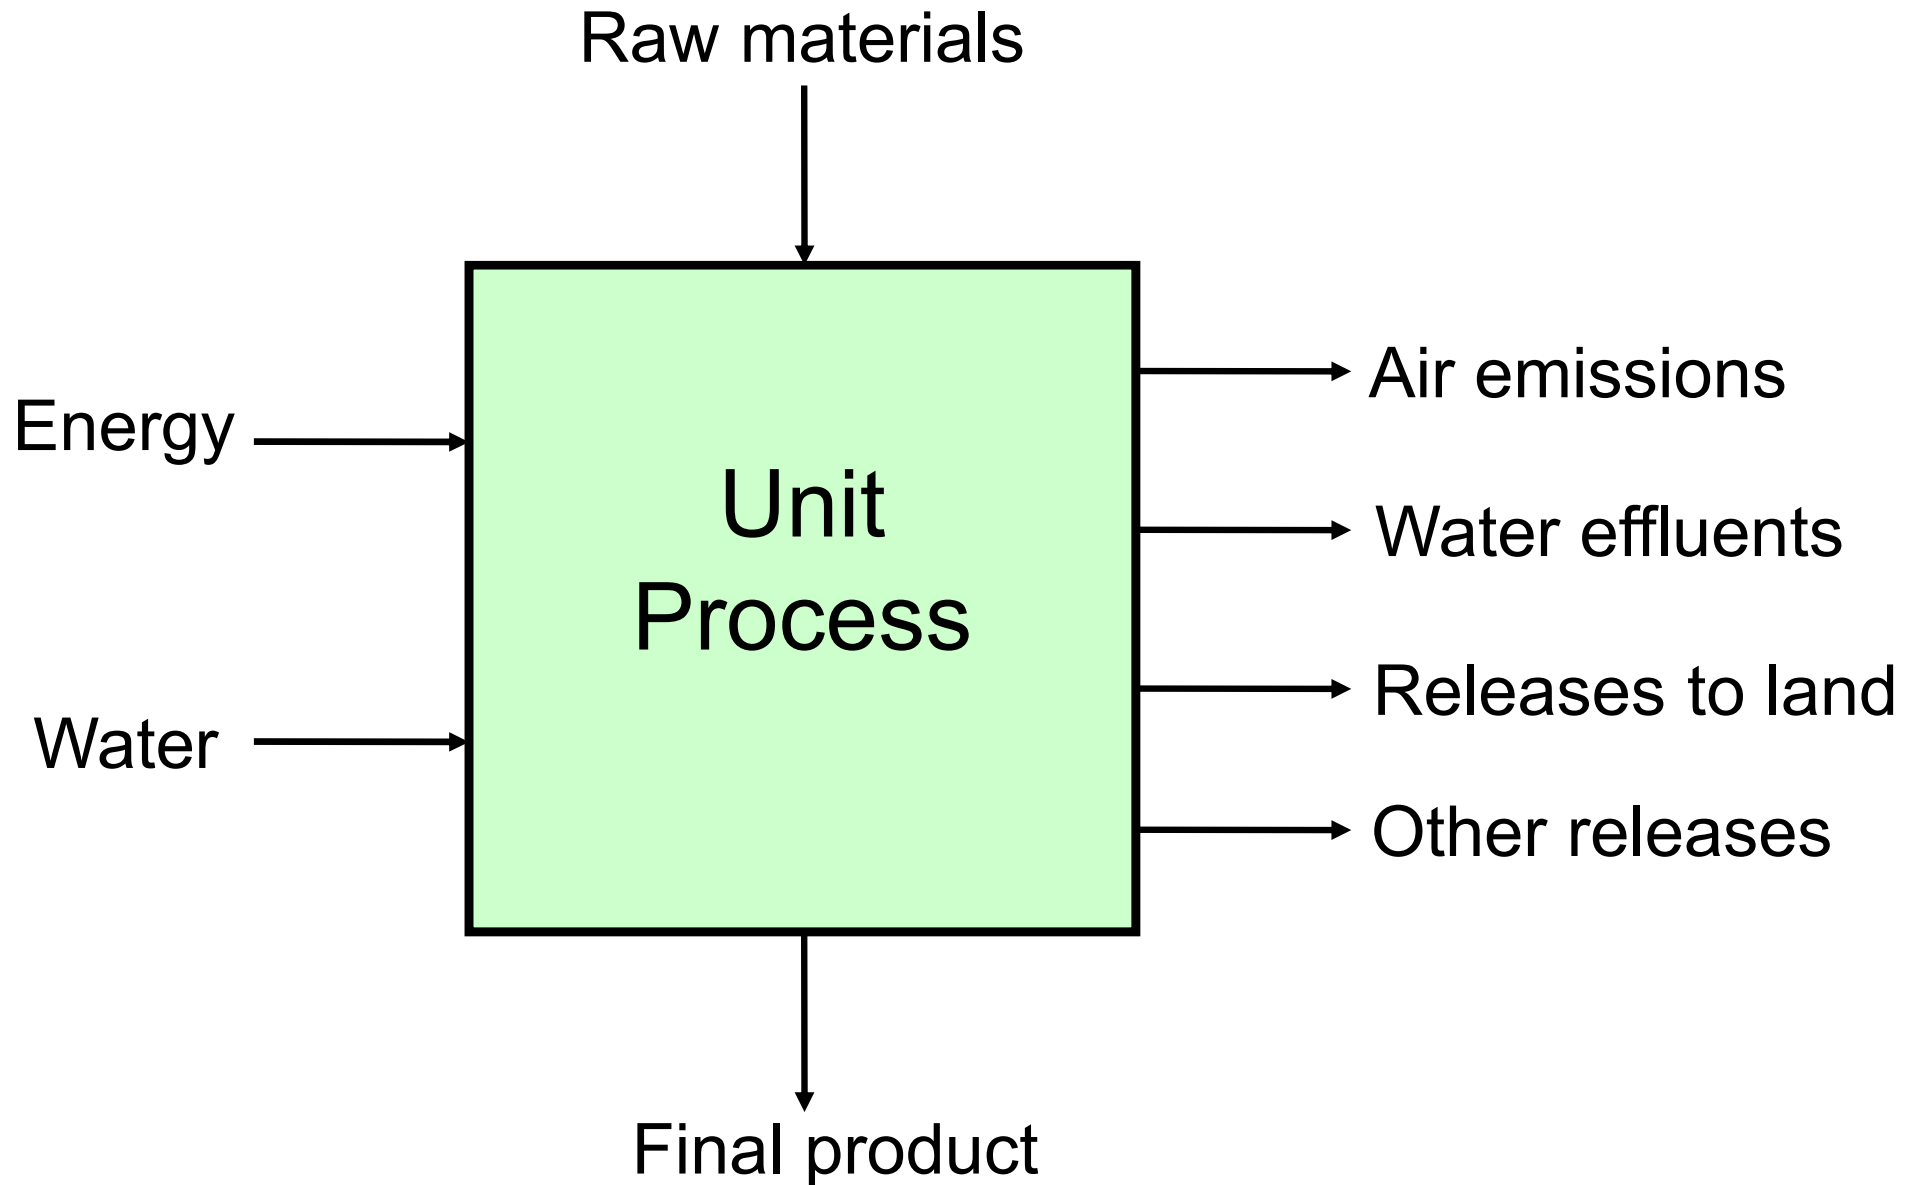 Raw materials
Air emissions
Energy
Unit
Process
Water effluents
Releases to land
Water
Other releases
Final product